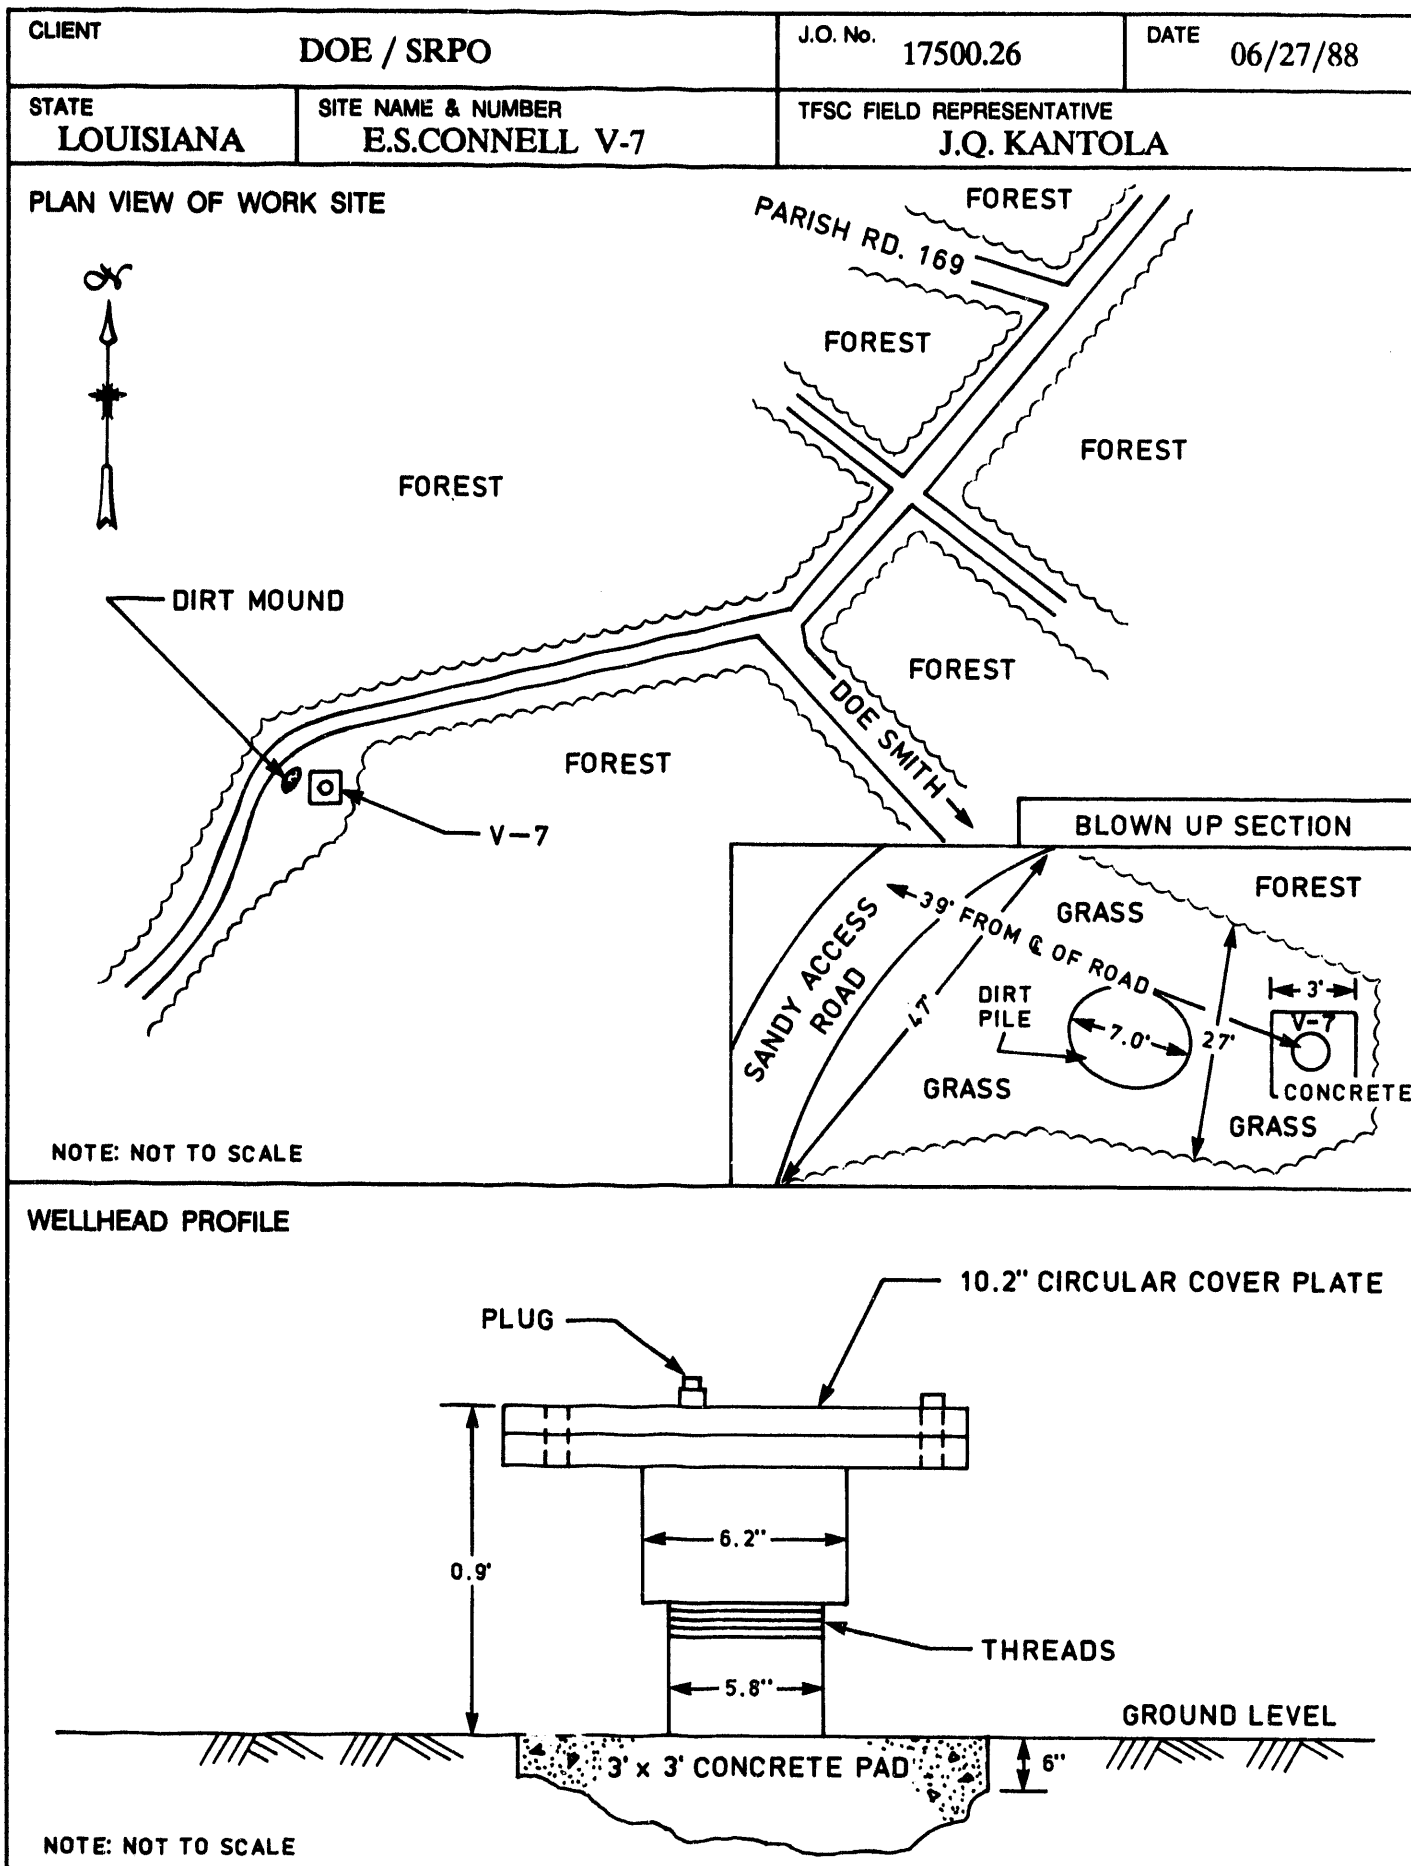 CLIENT
DOE / SRPO
J.O. No.
17500.26
DATE
06/27/88
STATE
LOUISIANA
SITE NAME & NUMBER
E.S.CONNELL V-7
TFSC FIELD REPRESENTATIVE
J.Q. KANTOLA
PLAN VIEW OF WORK SITE
N
FOREST
PARISH RD. 169
FOREST
FOREST
FOREST
DIRT MOUND
FOREST
DOE SMITH
FOREST
V-7
BLOWN UP SECTION
FOREST
GRASS
39' FROM ℄ OF ROAD
SANDY ACCESS
ROAD
47'
DIRT
PILE
7.0'
27'
3'
V-7
CONCRETE
GRASS
GRASS
NOTE: NOT TO SCALE
WELLHEAD PROFILE
10.2" CIRCULAR COVER PLATE
PLUG
6.2"
0.9'
THREADS
5.8"
GROUND LEVEL
3' x 3' CONCRETE PAD
6"
NOTE: NOT TO SCALE